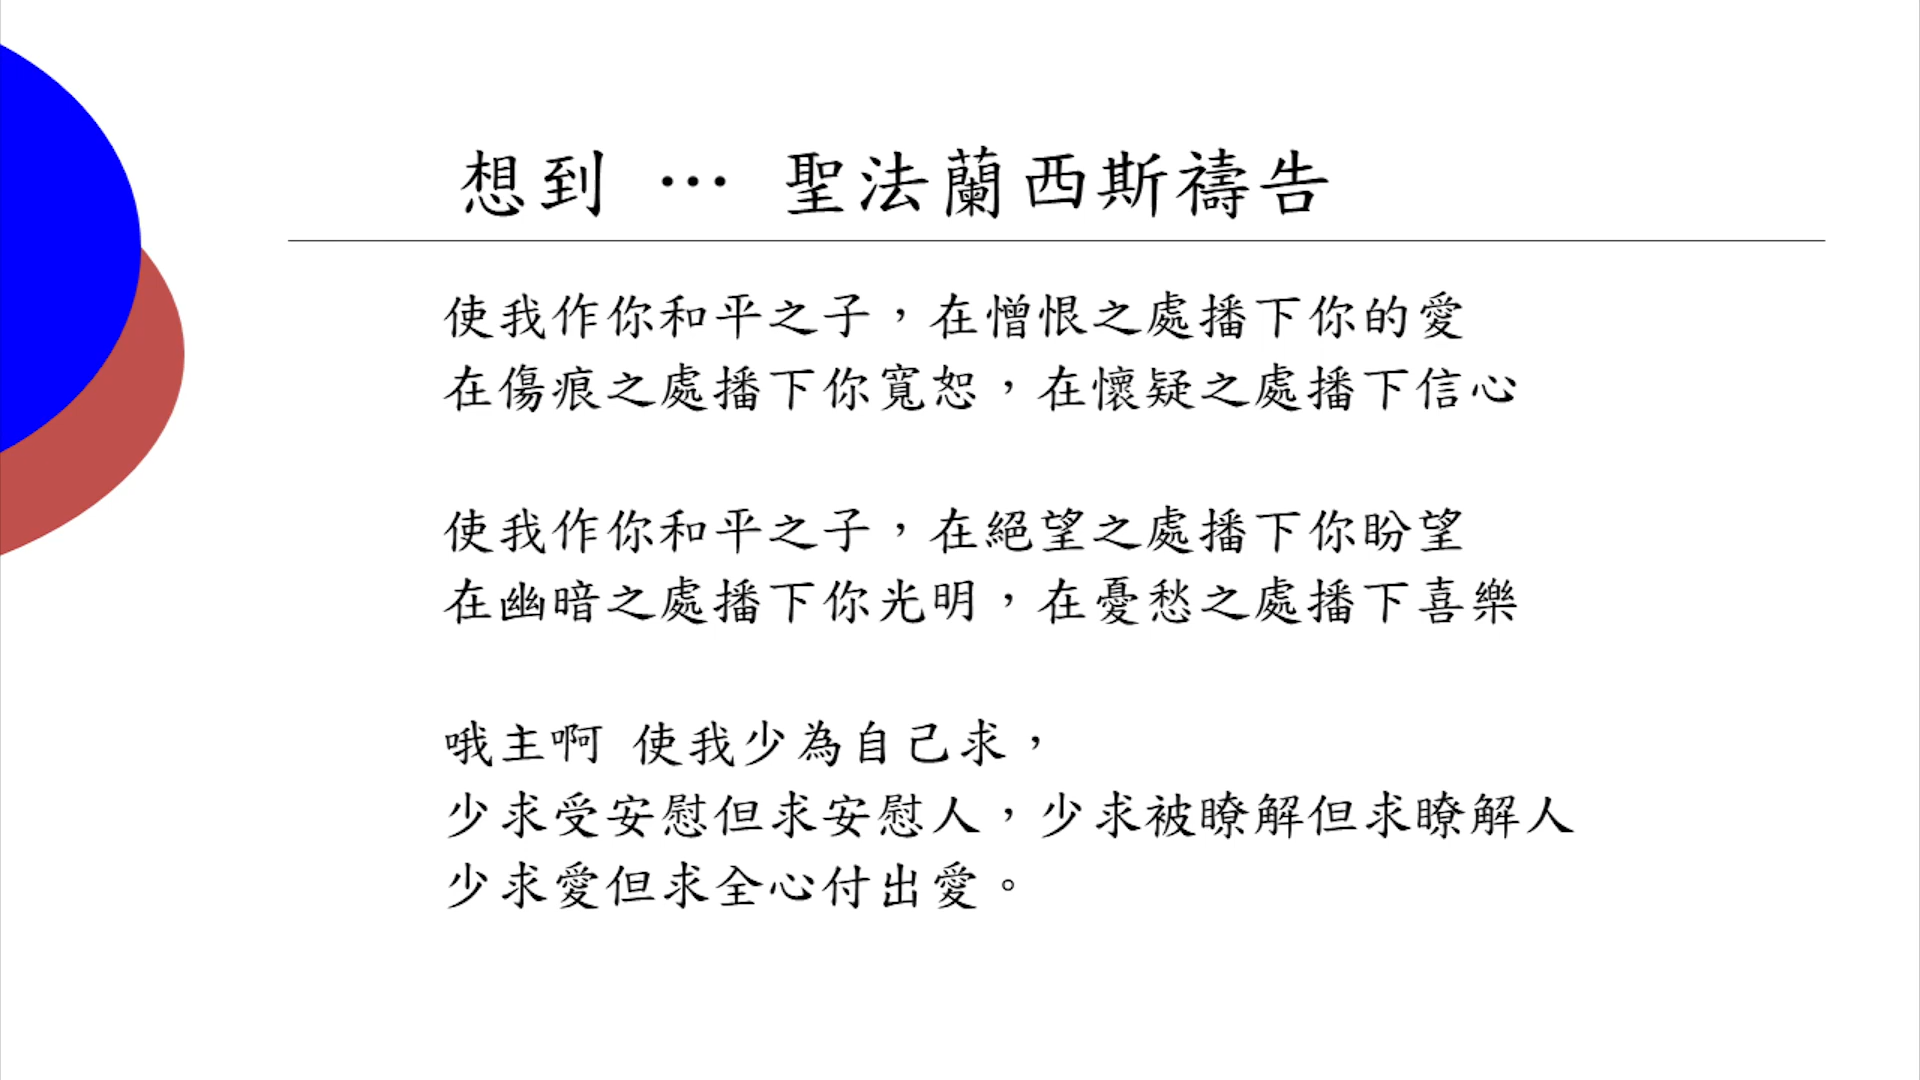 想到 … 聖法蘭西斯禱告
使我作你和平之子，在憎恨之處播下你的愛
在傷痕之處播下你寬恕，在懷疑之處播下信心
使我作你和平之子，在絕望之處播下你盼望
在幽暗之處播下你光明，在憂愁之處播下喜樂
哦主啊 使我少為自己求，
少求受安慰但求安慰人，少求被瞭解但求瞭解人
少求愛但求全心付出愛。